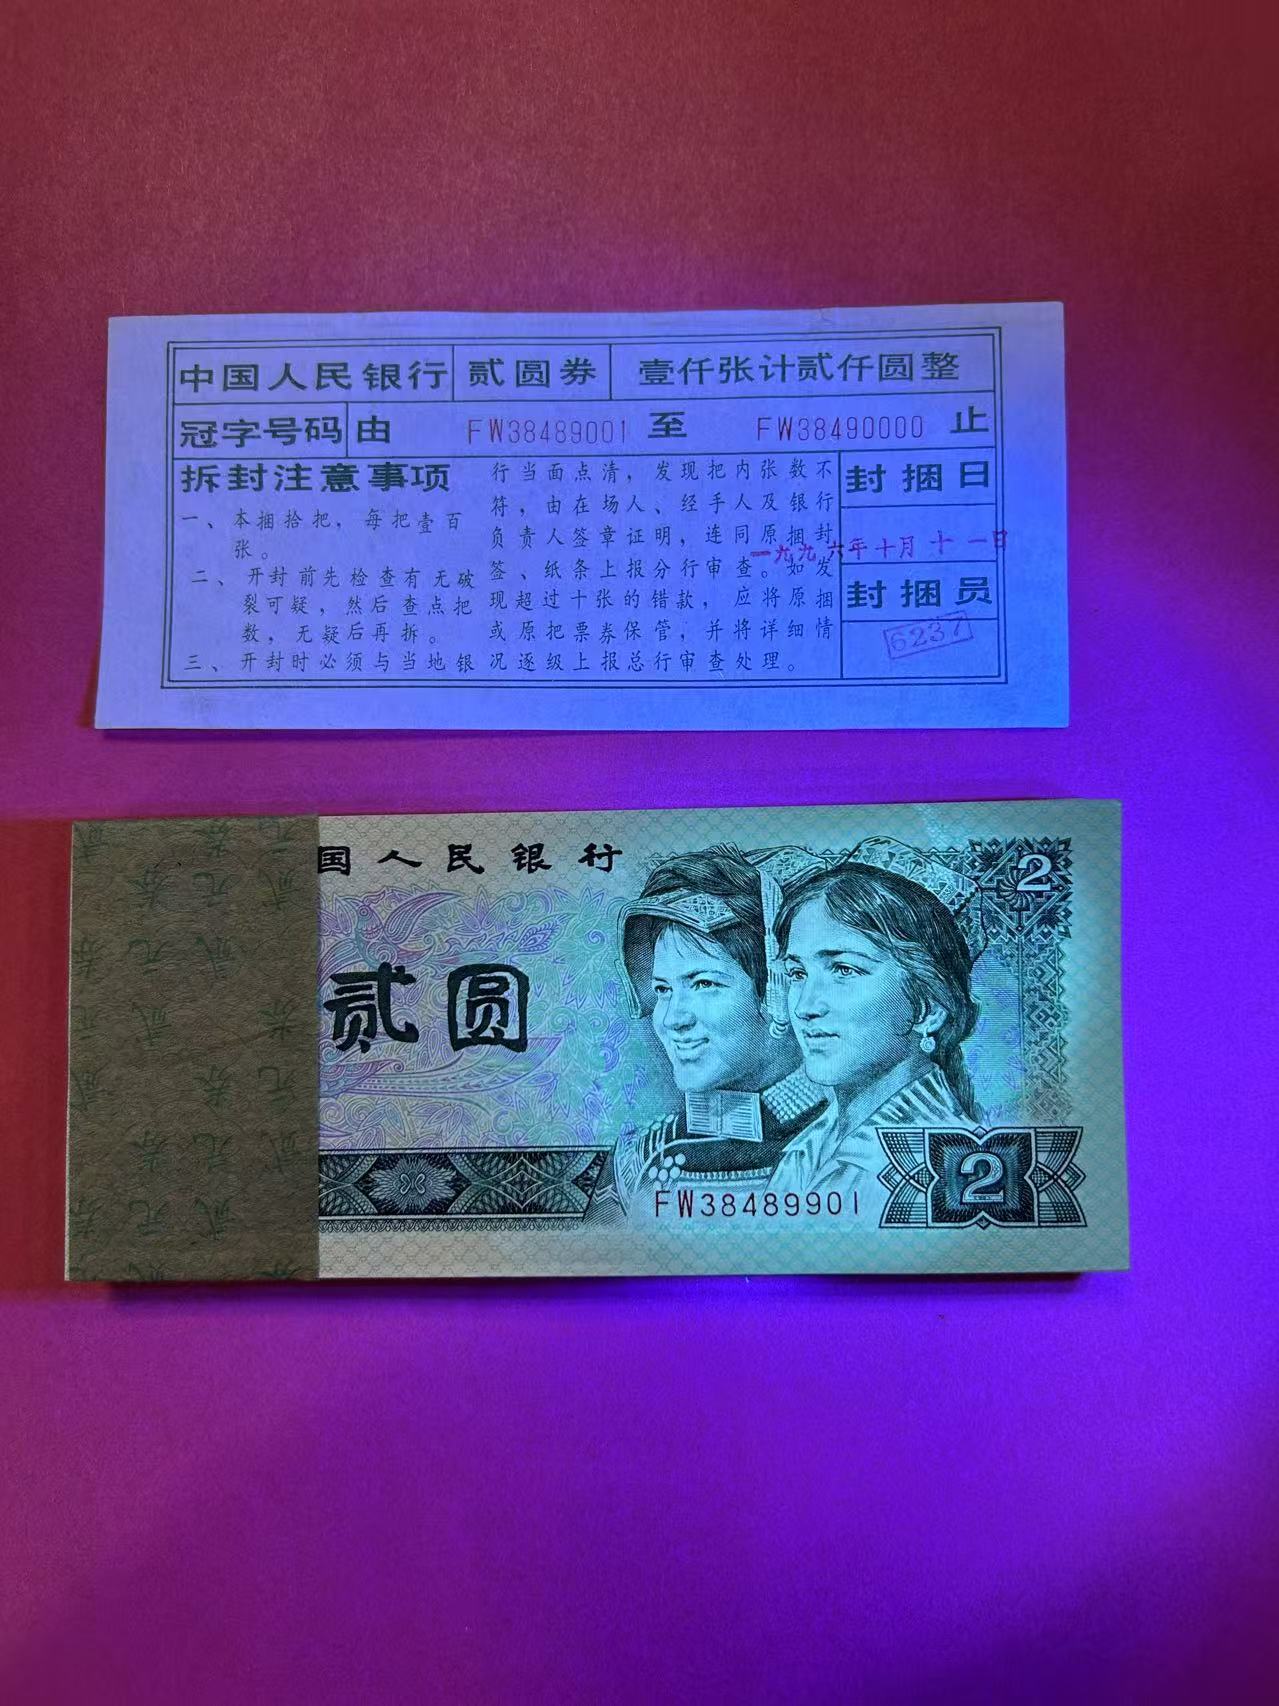 中国人民银行 贰圆券 壹仟张计贰仟圆整
冠字号码 由 FW38489001 至 FW38490000 止
拆封注意事项
一、本捆拾把，每把壹百
张。
二、开封前先检查有无破
裂可疑，然后查点把
数，无疑后再拆。
三、开封时必须与当地银
行当面点清，发现把内张数不
符，由在场人、经手人及银行
负责人签章证明，连同原捆封
签、纸条上报分行审查。如发
现超过十张的错款，应将原捆
或原把票券保管，并将详细情
况逐级上报总行审查处理。
封捆日
一九九六年十月十一日
封捆员
6237
国人民银行
2
贰圆
FW38489901
2
贰元券